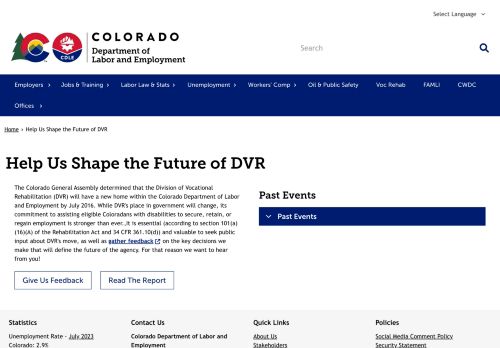 Select Language
COLORADO
Department of
Labor and Employment
CDLE
Search
Employers
Jobs & Training
Labor Law & Stats
Unemployment
Workers' Comp
Oil & Public Safety
Voc Rehab
FAMLI
CWDC
Offices
Home › Help Us Shape the Future of DVR
Help Us Shape the Future of DVR
The Colorado General Assembly determined that the Division of Vocational
Rehabilitation (DVR) will have a new home within the Colorado Department of Labor
and Employment by July 2016. While DVR's place in government will change, its
commitment to assisting eligible Coloradans with disabilities to secure, retain, or
regain employment is stronger than ever..It is essential (according to section 101(a)
(16)(A) of the Rehabilitation Act and 34 CFR 361.10(d)) and valuable to seek public
input about DVR's move, as well as gather feedback on the key decisions we
make that will define the future of the agency. For that reason we want to hear
from you!
Give Us Feedback
Read The Report
Past Events
Past Events
Statistics
Unemployment Rate - July 2023
Colorado: 2.9%
Contact Us
Colorado Department of Labor and
Employment
Quick Links
About Us
Stakeholders
Policies
Social Media Comment Policy
Security Statement